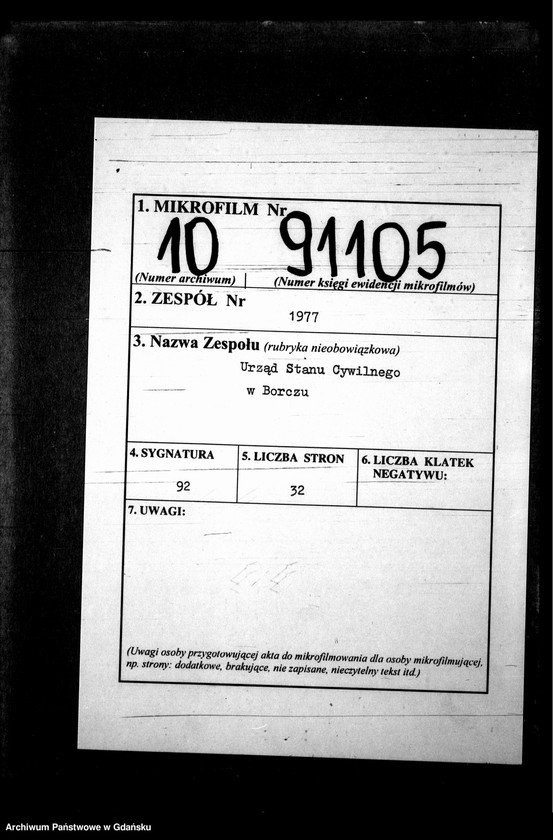 1. MIKROFILM Nr
10 91105
(Numer archiwum) (Numer księgi ewidencji mikrofilmów)
2. ZESPÓŁ Nr
1977
3. Nazwa Zespołu (rubryka nieobowiązkowa)
Urząd Stanu Cywilnego
w Borczu
4. SYGNATURA
92
5. LICZBA STRON
32
6. LICZBA KLATEK
NEGATYWU:
7. UWAGI:
(Uwagi osoby przygotowującej akta do mikrofilmowania dla osoby mikrofilmującej,
np. strony: dodatkowe, brakujące, nie zapisane, nieczytelny tekst itd.)
Archiwum Państwowe w Gdańsku